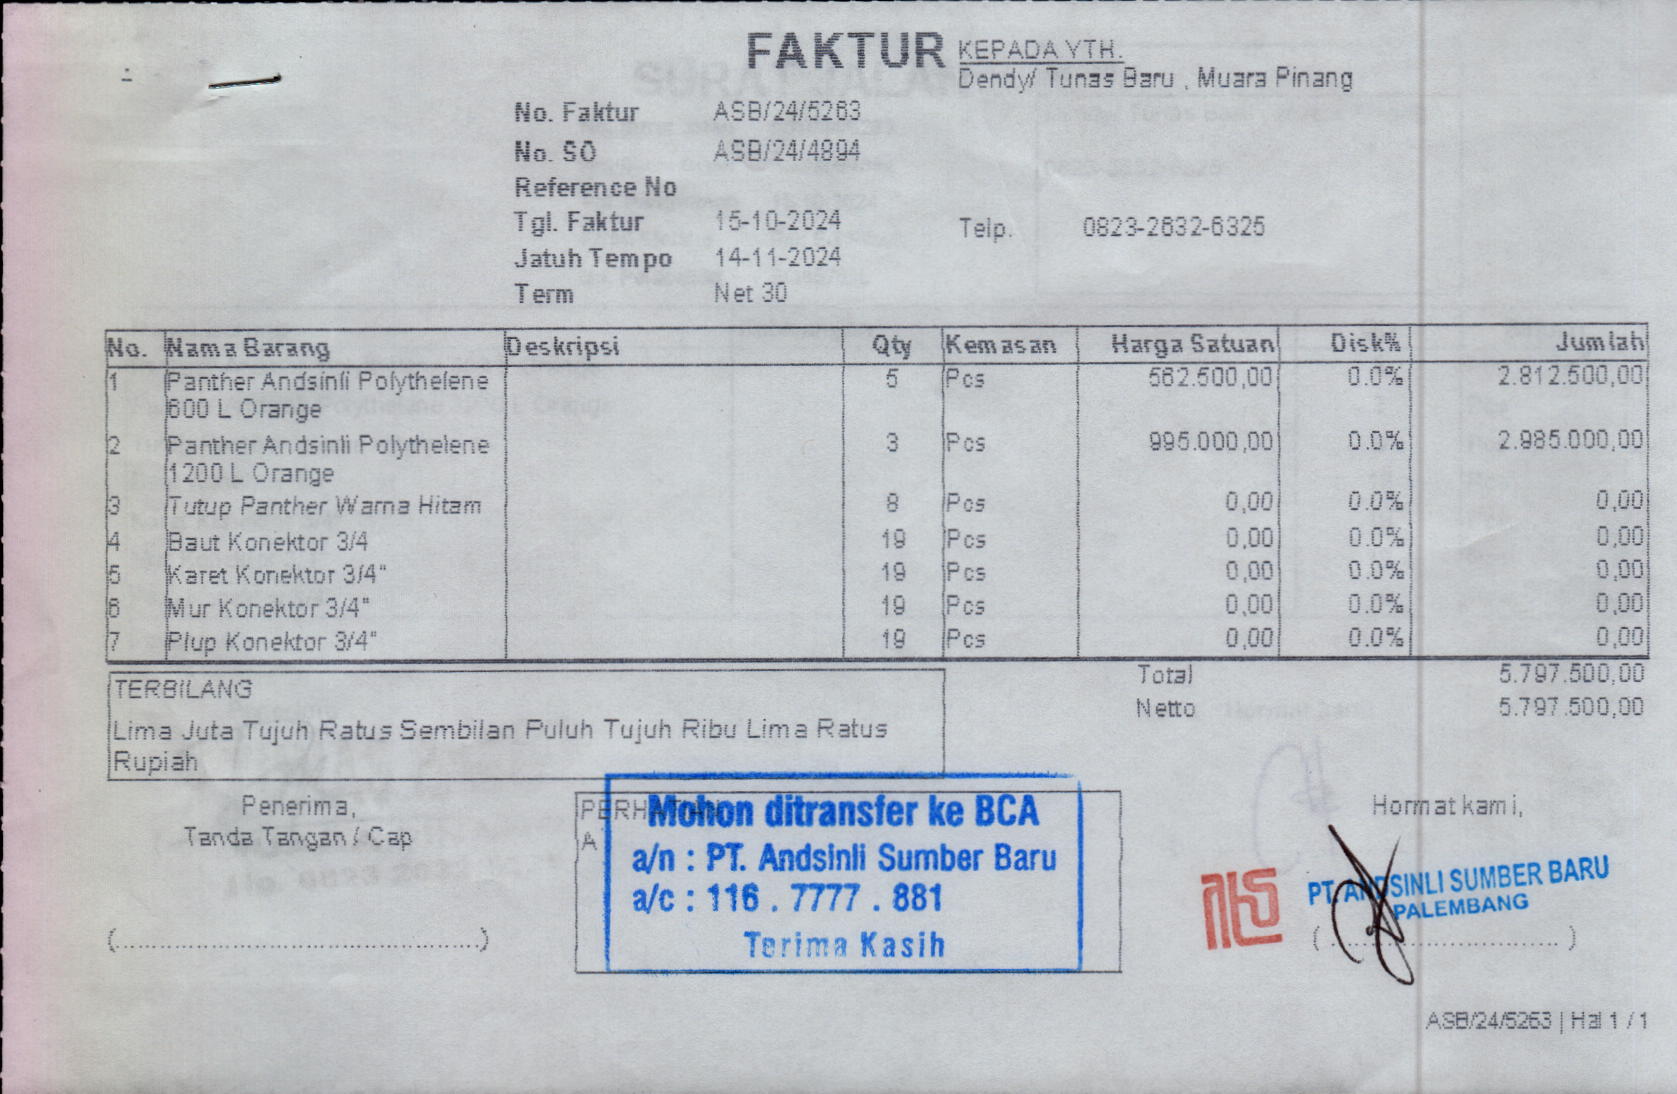 FAKTUR
KEPADA YTH.
Dendy/ Tunas Baru , Muara Pinang
No. Faktur ASB/24/5263
No. SO ASB/24/4894
Reference No
Tgl. Faktur 15-10-2024
Telp. 0823-2632-6325
Jatuh Tempo 14-11-2024
Term Net 30
No. Nama Barang Deskripsi Qty Kemasan Harga Satuan Disk% Jumlah
1 Panther Andsinli Polythelene 5 Pcs 562.500,00 0.0% 2.812.500,00
600 L Orange
2 Panther Andsinli Polythelene 3 Pcs 995.000,00 0.0% 2.985.000,00
1200 L Orange
3 Tutup Panther Warna Hitam 8 Pcs 0,00 0.0% 0,00
4 Baut Konektor 3/4 19 Pcs 0,00 0.0% 0,00
5 Karet Konektor 3/4" 19 Pcs 0,00 0.0% 0,00
6 Mur Konektor 3/4" 19 Pcs 0,00 0.0% 0,00
7 Plup Konektor 3/4" 19 Pcs 0,00 0.0% 0,00
Total 5.797.500,00
Netto 5.797.500,00
TERBILANG
Lima Juta Tujuh Ratus Sembilan Puluh Tujuh Ribu Lima Ratus
Rupiah
Penerima,
Tanda Tangan / Cap
(.................................................)
Mohon ditransfer ke BCA
a/n : PT. Andsinli Sumber Baru
a/c : 116 . 7777 . 881
Terima Kasih
Hormat kami,
PT. ANDSINLI SUMBER BARU
PALEMBANG
(.................................)
ASB/24/5263 | Hal 1 / 1